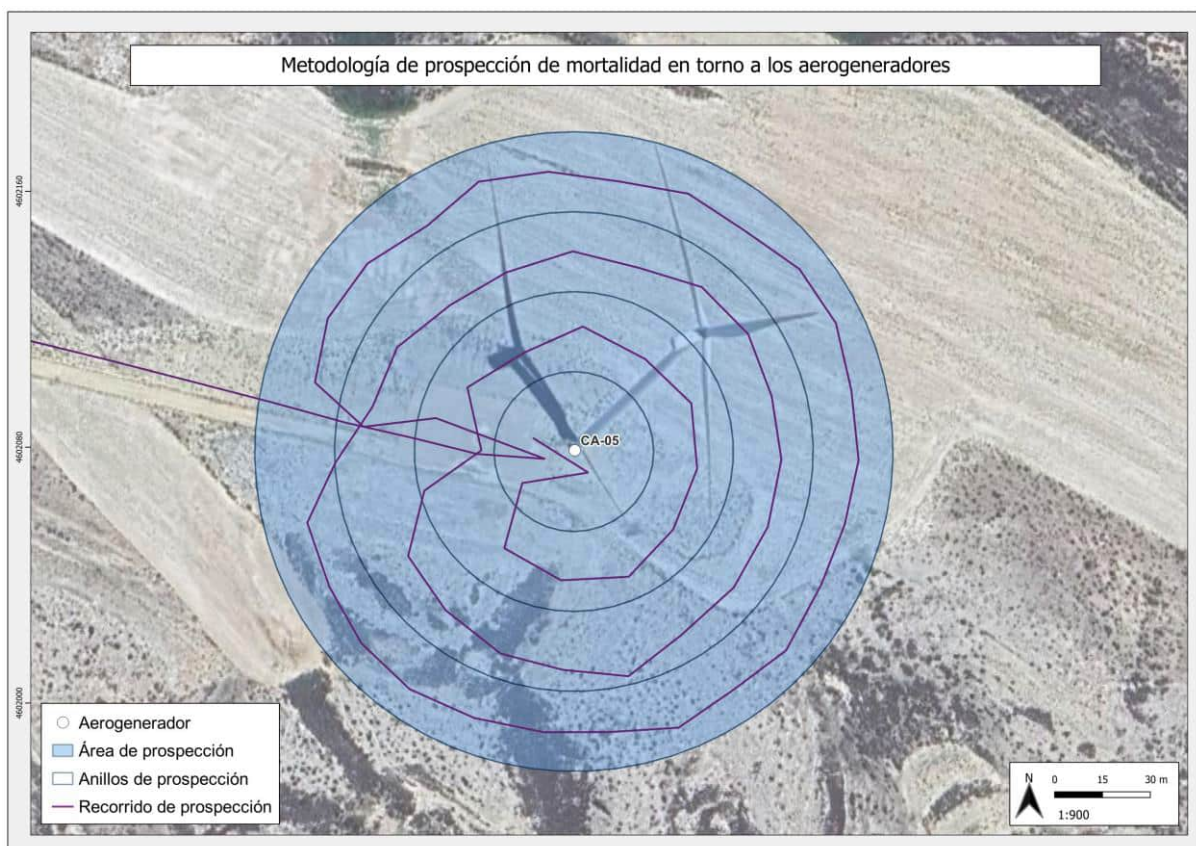 Metodología de prospección de mortalidad en torno a los aerogeneradores
4602160
4602080
4602000
CA-05
Aerogenerador
Área de prospección
Anillos de prospección
Recorrido de prospección
N
0 15 30 m
1:900